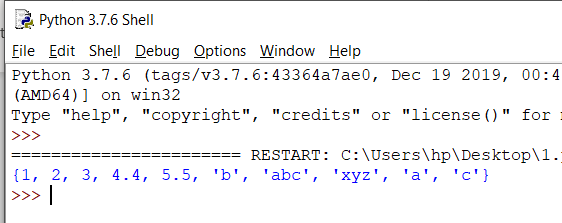 Python 3.7.6 Shell
File Edit Shell Debug Options Window Help
Python 3.7.6 (tags/v3.7.6:43364a7ae0, Dec 19 2019, 00:4
(AMD64)] on win32
Type "help", "copyright", "credits" or "license()" for
>>>
======================= RESTART: C:\Users\hp\Desktop\1.
{1, 2, 3, 4.4, 5.5, 'b', 'abc', 'xyz', 'a', 'c'}
>>>